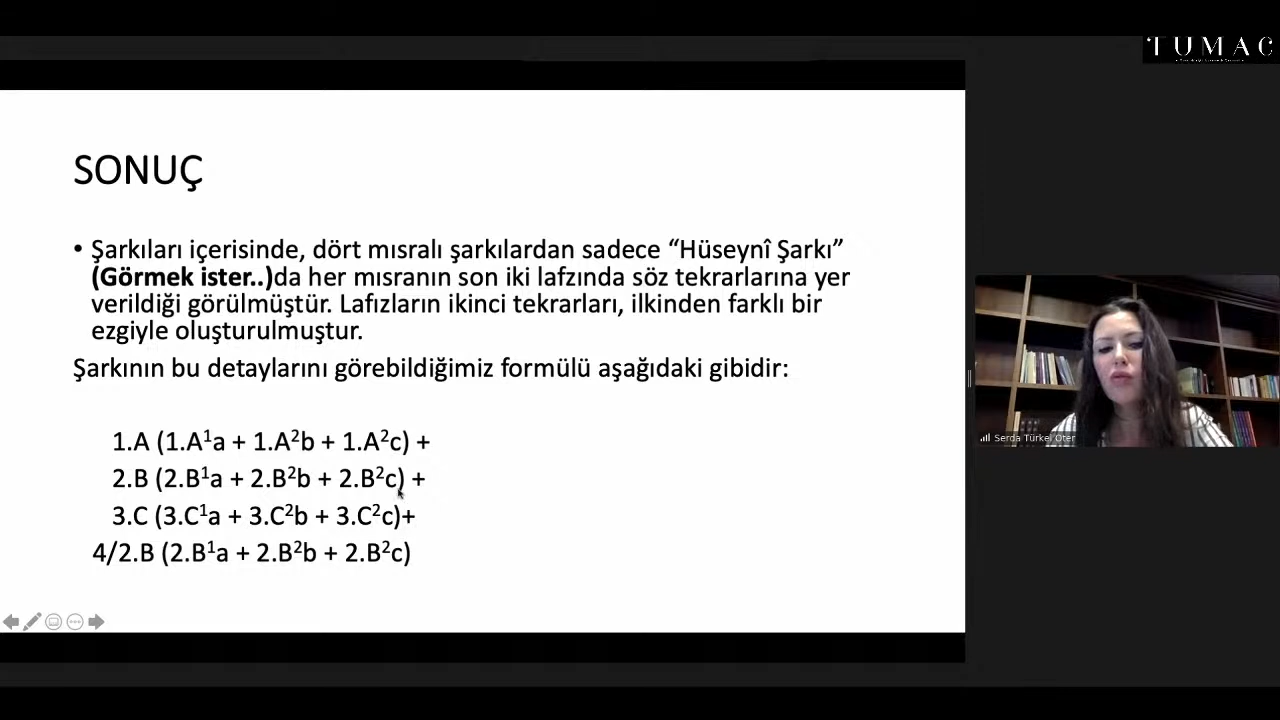 TUMAC
SONUÇ
• Şarkıları içerisinde, dört mısralı şarkılardan sadece “Hüseynî Şarkı”
(Görmek ister..)da her mısranın son iki lafzında söz tekrarlarına yer
verildiği görülmüştür. Lafızların ikinci tekrarları, ilkinden farklı bir
ezgiyle oluşturulmuştur.
Şarkının bu detaylarını görebildiğimiz formülü aşağıdaki gibidir:
1.A (1.A¹a + 1.A²b + 1.A²c) +
2.B (2.B¹a + 2.B²b + 2.B²c) +
3.C (3.C¹a + 3.C²b + 3.C²c)+
4/2.B (2.B¹a + 2.B²b + 2.B²c)
Serda Türkel Oter